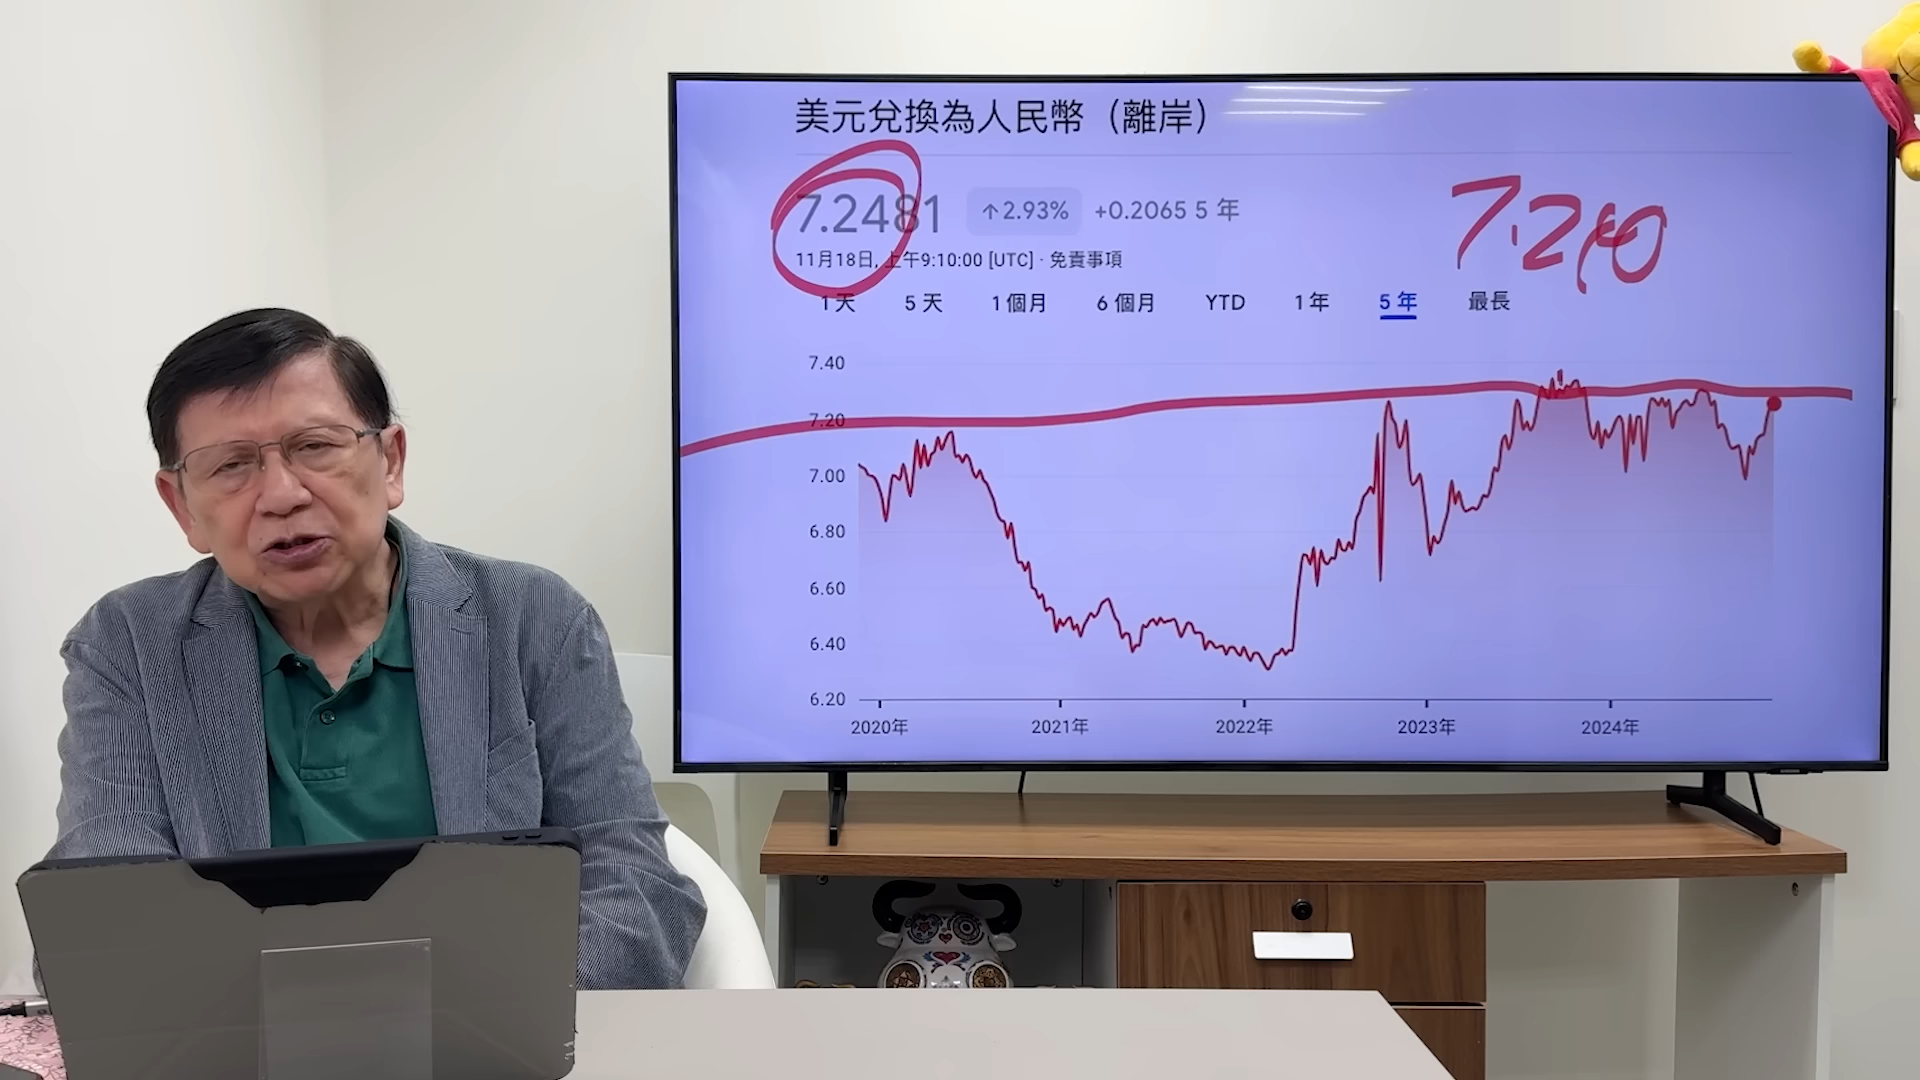 美元兌換為人民幣（離岸）
7.2481 ↑2.93% +0.2065 5 年
7.240
11月18日, 上午9:10:00 [UTC] · 免責事項
1 天 5 天 1 個月 6 個月 YTD 1 年 5 年 最長
7.40
7.20
7.00
6.80
6.60
6.40
6.20
2020年 2021年 2022年 2023年 2024年